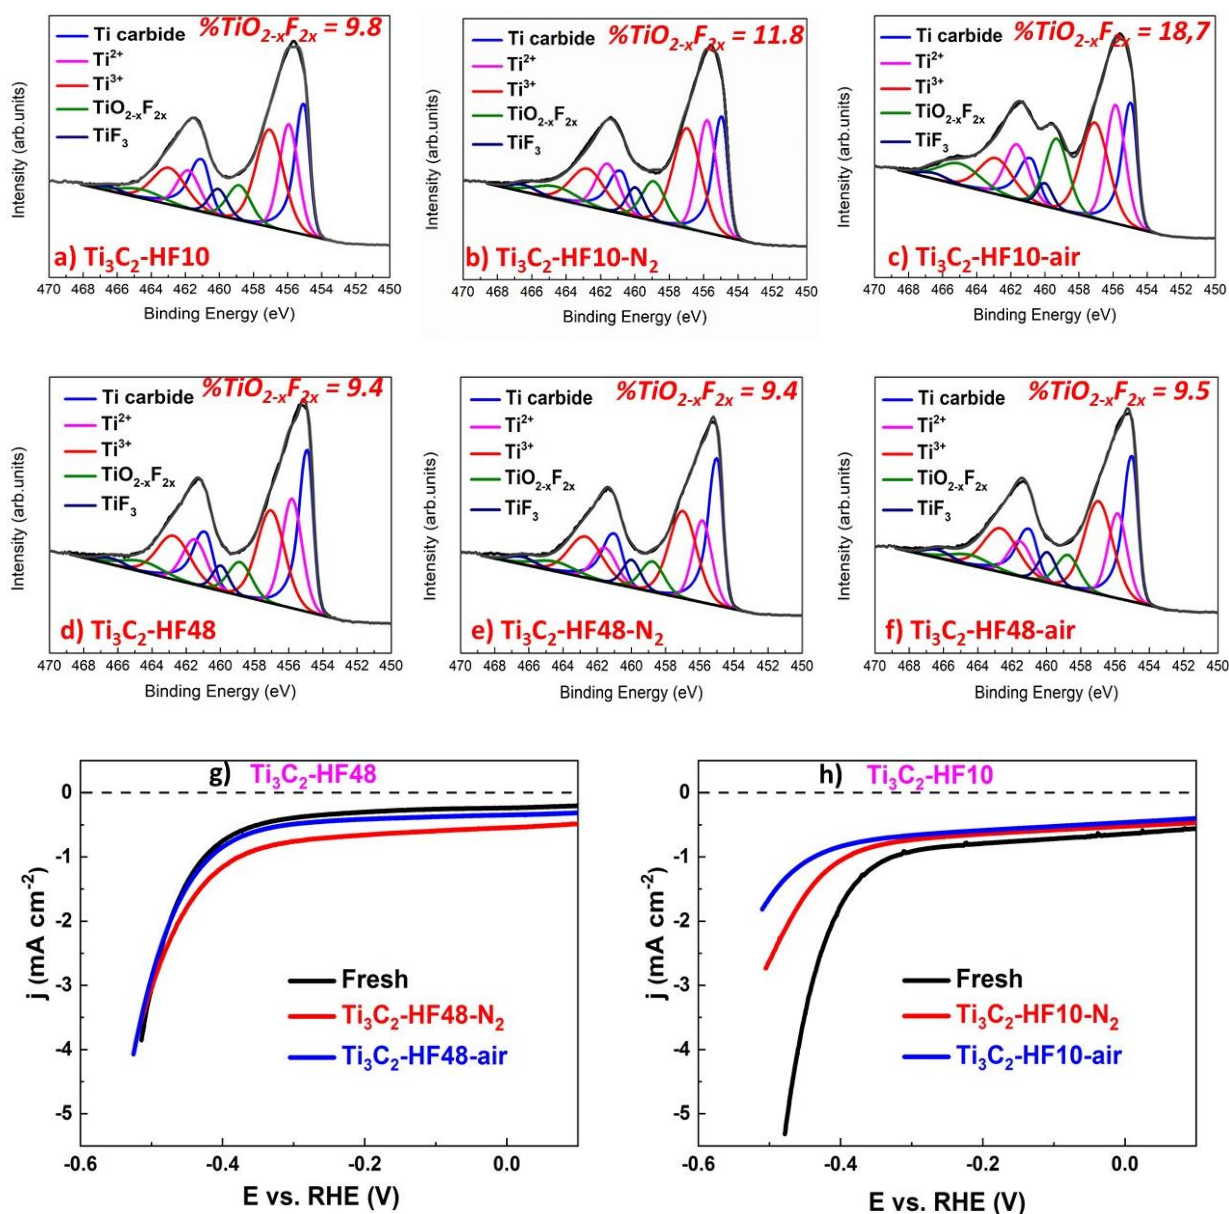 %TiO2-xF2x = 9.8
Ti carbide
Ti2+
Ti3+
TiO2-xF2x
TiF3
Intensity (arb.units)
a) Ti3C2-HF10
470 468 466 464 462 460 458 456 454 452 450
Binding Energy (eV)
%TiO2-xF2x = 11.8
Ti carbide
Ti2+
Ti3+
TiO2-xF2x
TiF3
Intensity (arb.units)
b) Ti3C2-HF10-N2
470 468 466 464 462 460 458 456 454 452 450
Binding Energy (eV)
%TiO2-xF2x = 18,7
Ti carbide
Ti2+
Ti3+
TiO2-xF2x
TiF3
Intensity (arb.units)
c) Ti3C2-HF10-air
470 468 466 464 462 460 458 456 454 452 450
Binding Energy (eV)
%TiO2-xF2x = 9.4
Ti carbide
Ti2+
Ti3+
TiO2-xF2x
TiF3
Intensity (arb.units)
d) Ti3C2-HF48
470 468 466 464 462 460 458 456 454 452 450
Binding Energy (eV)
%TiO2-xF2x = 9.4
Ti carbide
Ti2+
Ti3+
TiO2-xF2x
TiF3
Intensity (arb.units)
e) Ti3C2-HF48-N2
470 468 466 464 462 460 458 456 454 452 450
Binding Energy (eV)
%TiO2-xF2x = 9.5
Ti carbide
Ti2+
Ti3+
TiO2-xF2x
TiF3
Intensity (arb.units)
f) Ti3C2-HF48-air
470 468 466 464 462 460 458 456 454 452 450
Binding Energy (eV)
g) Ti3C2-HF48
0
-1
-2
-3
-4
-5
j (mA cm-2)
Fresh
Ti3C2-HF48-N2
Ti3C2-HF48-air
-0.6 -0.4 -0.2 0.0
E vs. RHE (V)
h) Ti3C2-HF10
0
-1
-2
-3
-4
-5
j (mA cm-2)
Fresh
Ti3C2-HF10-N2
Ti3C2-HF10-air
-0.6 -0.4 -0.2 0.0
E vs. RHE (V)